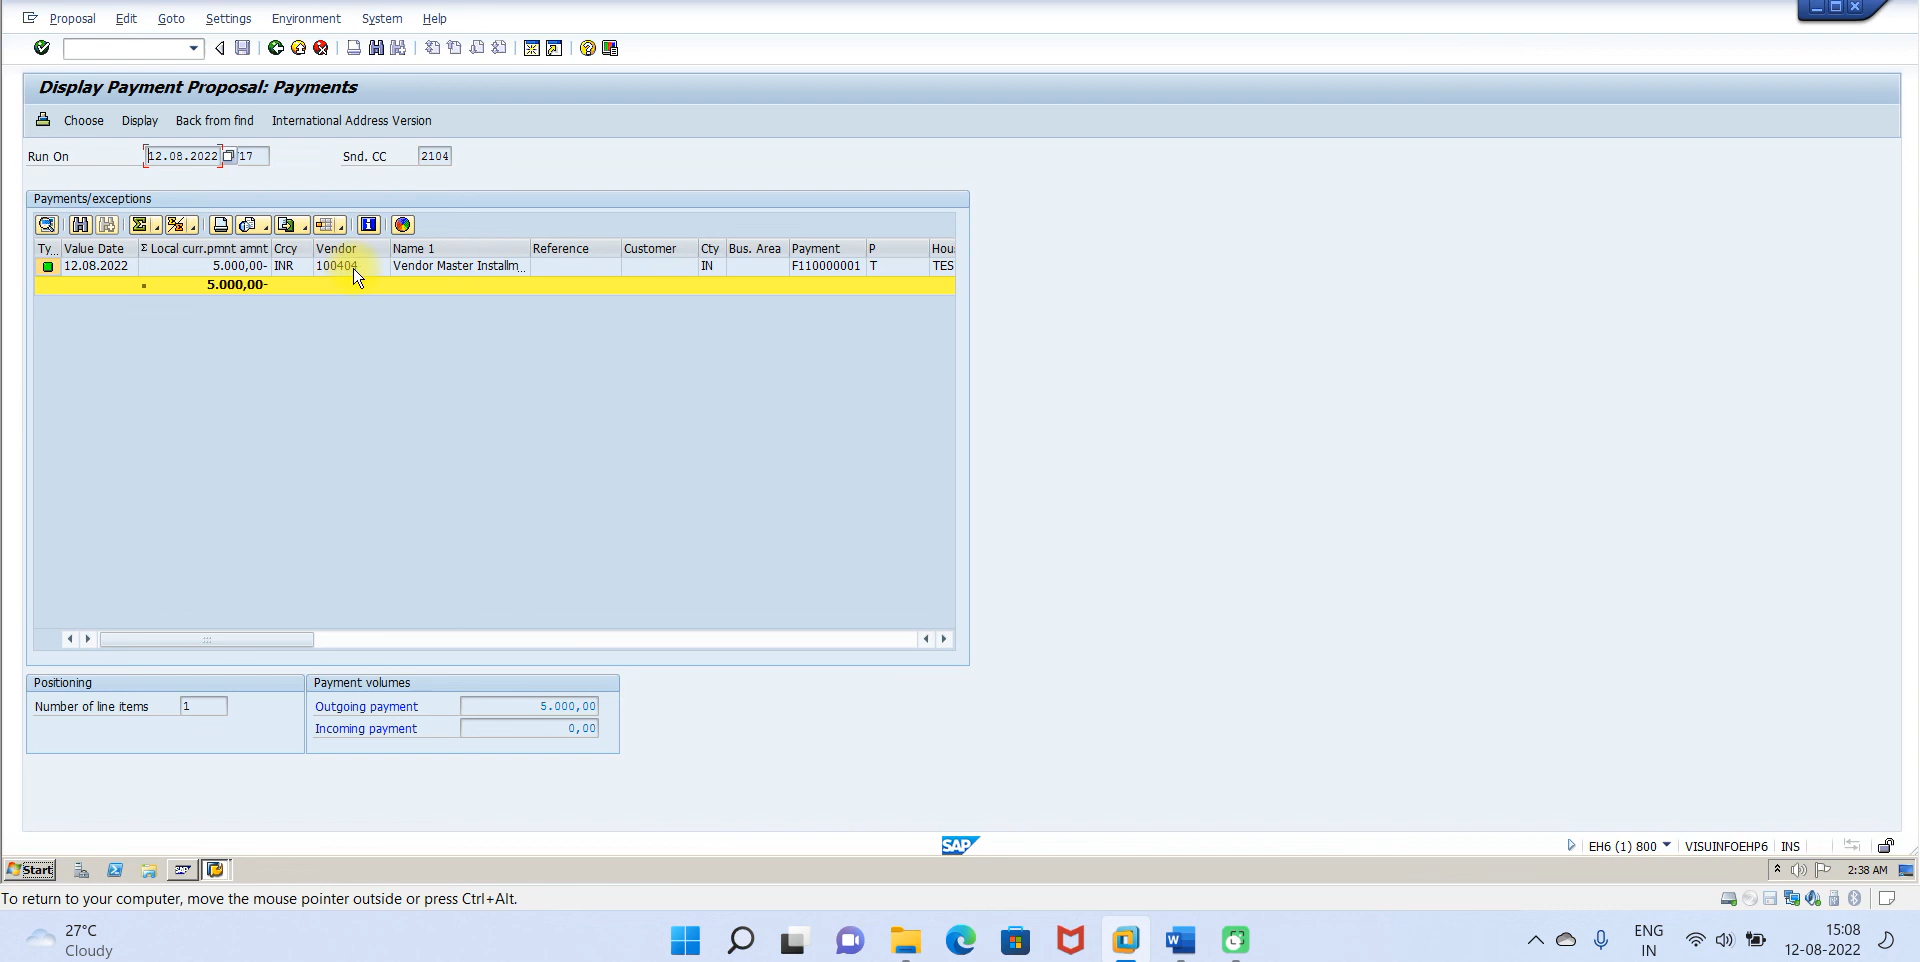 Proposal Edit Goto Settings Environment System Help
Display Payment Proposal: Payments
Choose Display Back from find International Address Version
Run On 12.08.2022 17 Snd. CC 2104
Payments/exceptions
Ty... Value Date Σ Local curr.pmnt amnt Crcy Vendor Name 1 Reference Customer Cty Bus. Area Payment P Hou
12.08.2022 5.000,00- INR 100404 Vendor Master Installm... IN F110000001 T TES
5.000,00-
Positioning
Number of line items 1
Payment volumes
Outgoing payment 5.000,00
Incoming payment 0,00
SAP
EH6 (1) 800 VISUINFOEHP6 INS
Start 2:38 AM
To return to your computer, move the mouse pointer outside or press Ctrl+Alt.
27°C
Cloudy
ENG
IN
15:08
12-08-2022